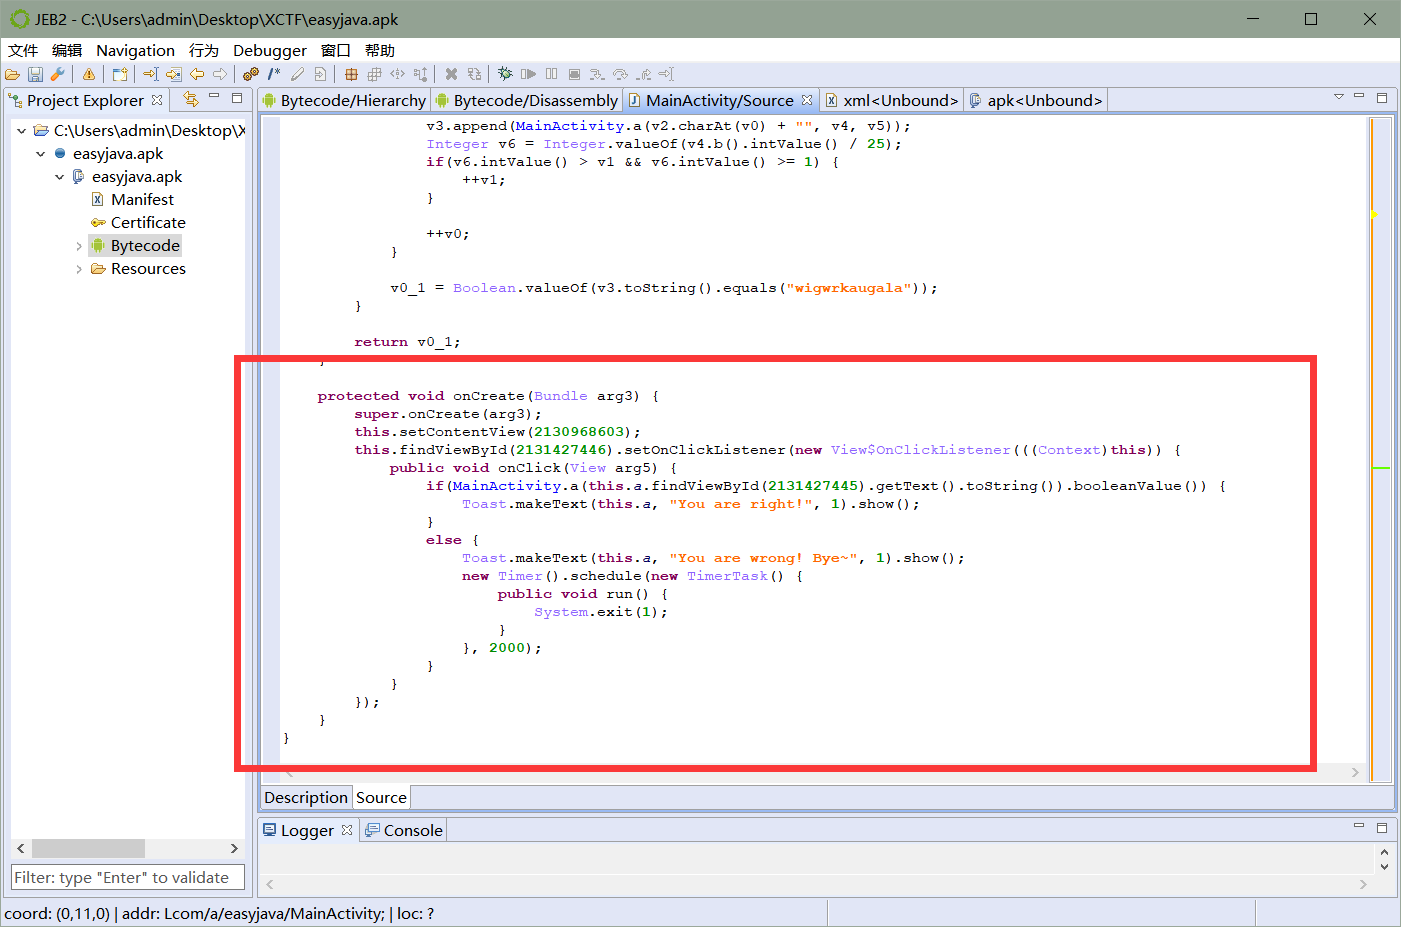 JEB2 - C:\Users\admin\Desktop\XCTF\easyjava.apk
文件 编辑 Navigation 行为 Debugger 窗口 帮助
Project Explorer
Bytecode/Hierarchy Bytecode/Disassembly MainActivity/Source xml<Unbound> apk<Unbound>
C:\Users\admin\Desktop\X
easyjava.apk
easyjava.apk
Manifest
Certificate
Bytecode
Resources
v3.append(MainActivity.a(v2.charAt(v0) + "", v4, v5));
Integer v6 = Integer.valueOf(v4.b().intValue() / 25);
if(v6.intValue() > v1 && v6.intValue() >= 1) {
++v1;
}
++v0;
}
v0_1 = Boolean.valueOf(v3.toString().equals("wigwrkaugala"));
}
return v0_1;
}
protected void onCreate(Bundle arg3) {
super.onCreate(arg3);
this.setContentView(2130968603);
this.findViewById(2131427446).setOnClickListener(new View$OnClickListener(((Context)this)) {
public void onClick(View arg5) {
if(MainActivity.a(this.a.findViewById(2131427445).getText().toString()).booleanValue()) {
Toast.makeText(this.a, "You are right!", 1).show();
}
else {
Toast.makeText(this.a, "You are wrong! Bye~", 1).show();
new Timer().schedule(new TimerTask() {
public void run() {
System.exit(1);
}
}, 2000);
}
}
});
}
}
Description Source
Logger Console
Filter: type "Enter" to validate
coord: (0,11,0) | addr: Lcom/a/easyjava/MainActivity; | loc: ?